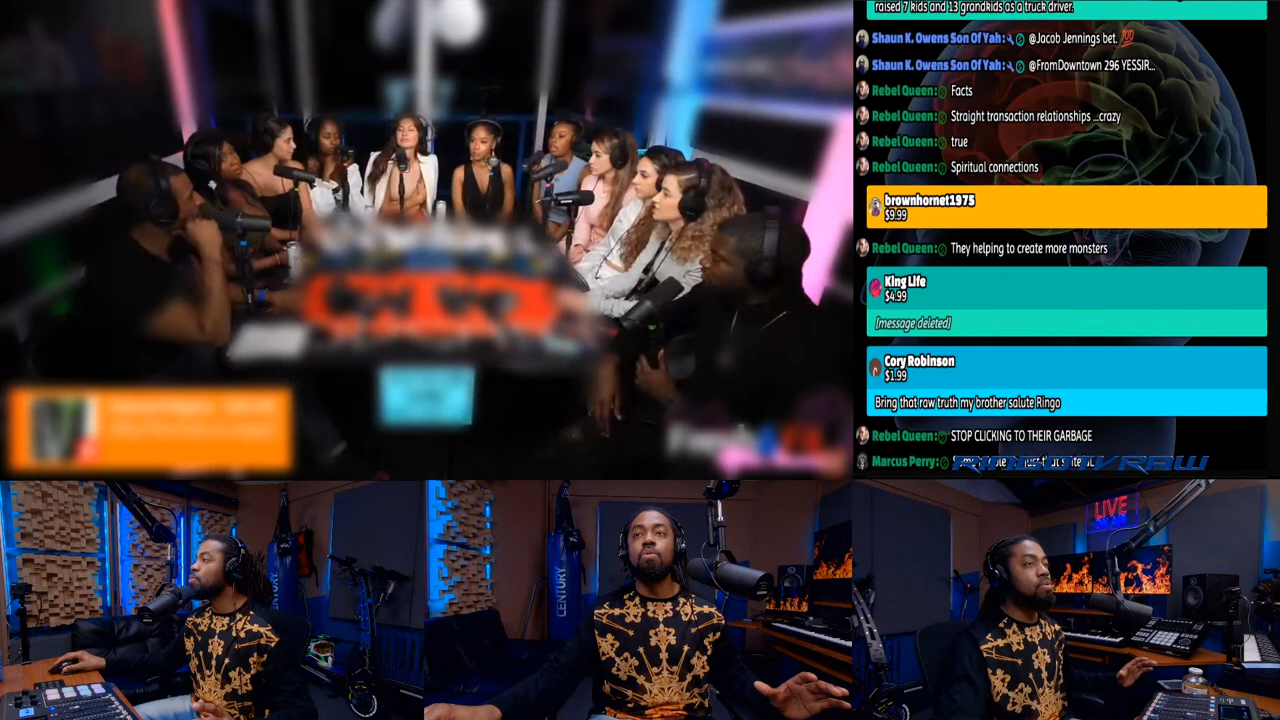 raised 7 kids and 13 grandkids as a truck driver.
Shaun K. Owens Son Of Yah: @Jacob Jennings bet. 💯
Shaun K. Owens Son Of Yah: @FromDowntown 296 YESSIR...
Rebel Queen: Facts
Rebel Queen: Straight transaction relationships ...crazy
Rebel Queen: true
Rebel Queen: Spiritual connections
brownhornet1975
$9.99
Rebel Queen: They helping to create more monsters
King Life
$4.99
[message deleted]
Cory Robinson
$1.99
Bring that raw truth my brother salute Ringo
Rebel Queen: STOP CLICKING TO THEIR GARBAGE
Marcus Perry:
CENTURY
LIVE
ON AIR